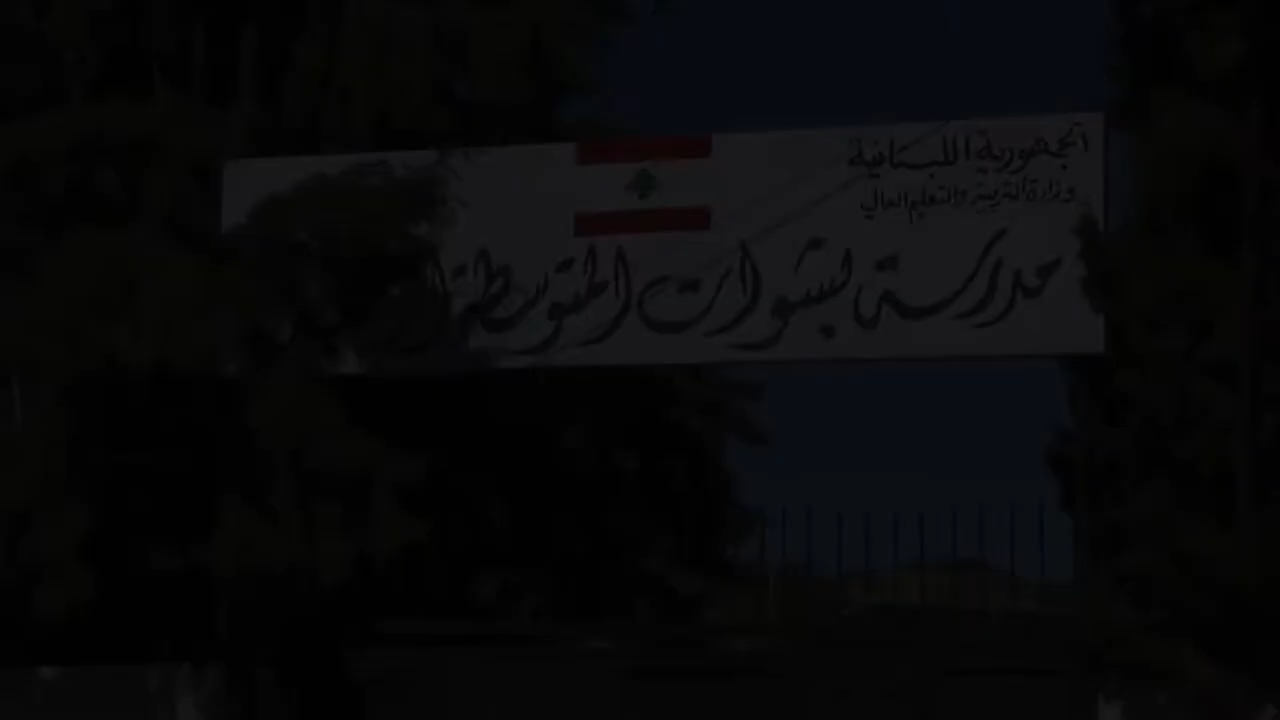 الجمهورية اللبنانية
وزارة التربية والتعليم العالي
مدرسة بشوات المتوسطة